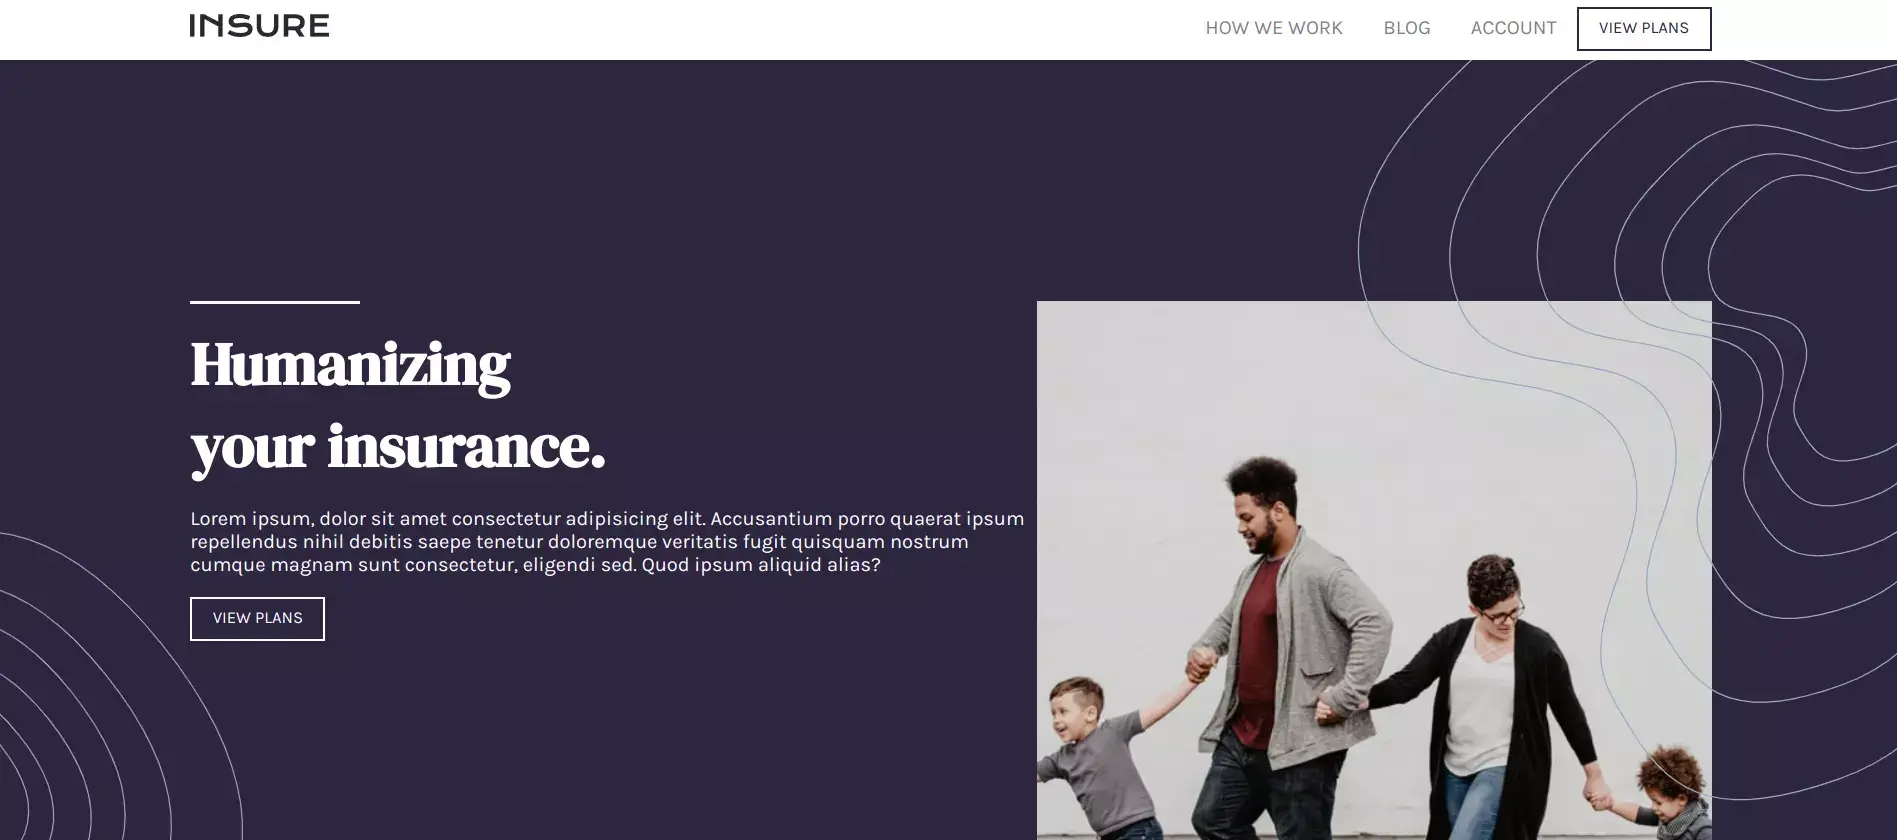 INSURE
HOW WE WORK BLOG ACCOUNT VIEW PLANS
Humanizing
your insurance.
Lorem ipsum, dolor sit amet consectetur adipisicing elit. Accusantium porro quaerat ipsum
repellendus nihil debitis saepe tenetur doloremque veritatis fugit quisquam nostrum
cumque magnam sunt consectetur, eligendi sed. Quod ipsum aliquid alias?
VIEW PLANS